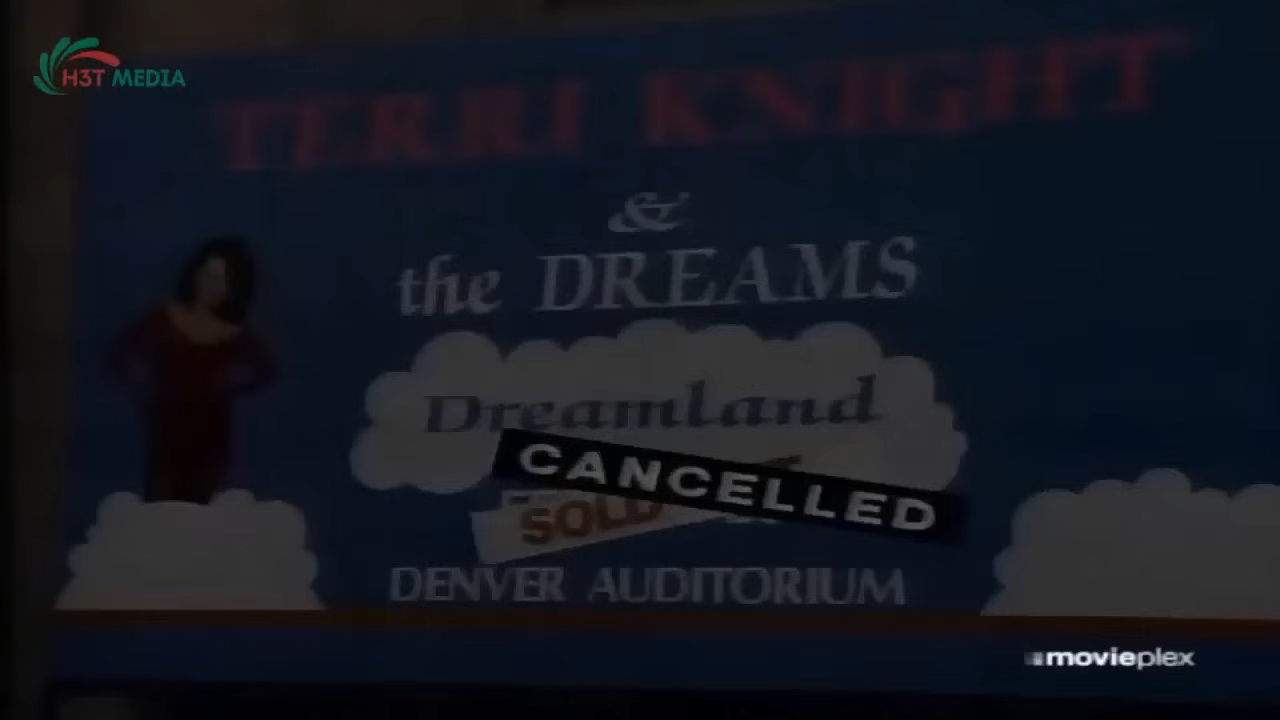 H3T MEDIA
TERRI KNIGHT
&
the DREAMS
Dreamland
CANCELLED
SOLD
DENVER AUDITORIUM
movieplex